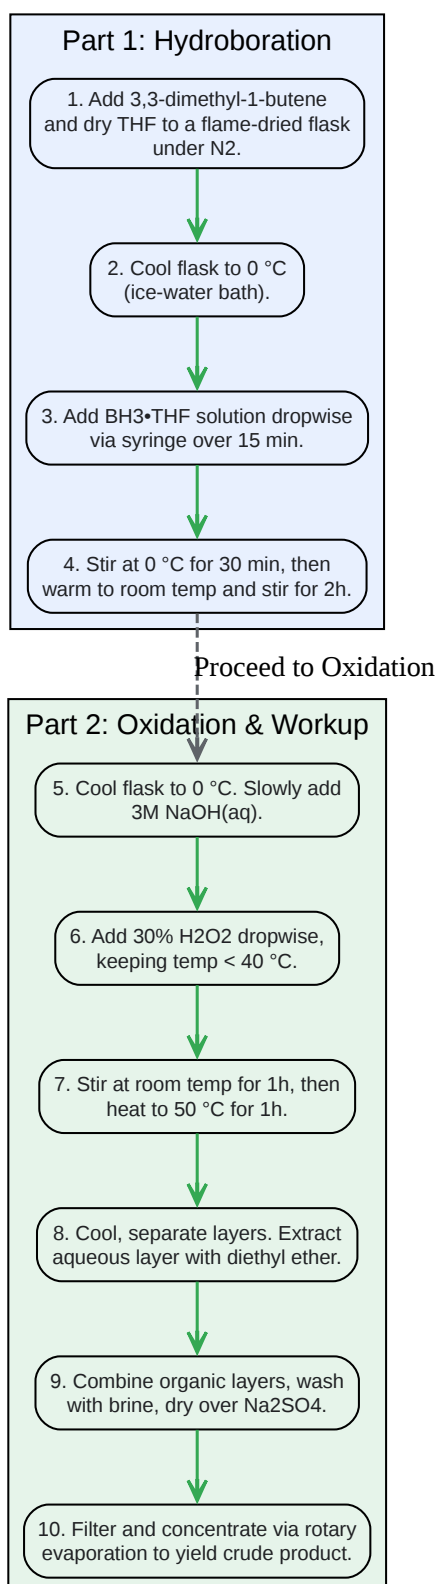 Part 1: Hydroboration
1. Add 3,3-dimethyl-1-butene
and dry THF to a flame-dried flask
under N2.
2. Cool flask to 0 °C
(ice-water bath).
3. Add BH3•THF solution dropwise
via syringe over 15 min.
4. Stir at 0 °C for 30 min, then
warm to room temp and stir for 2h.
Proceed to Oxidation
Part 2: Oxidation & Workup
5. Cool flask to 0 °C. Slowly add
3M NaOH(aq).
6. Add 30% H2O2 dropwise,
keeping temp < 40 °C.
7. Stir at room temp for 1h, then
heat to 50 °C for 1h.
8. Cool, separate layers. Extract
aqueous layer with diethyl ether.
9. Combine organic layers, wash
with brine, dry over Na2SO4.
10. Filter and concentrate via rotary
evaporation to yield crude product.